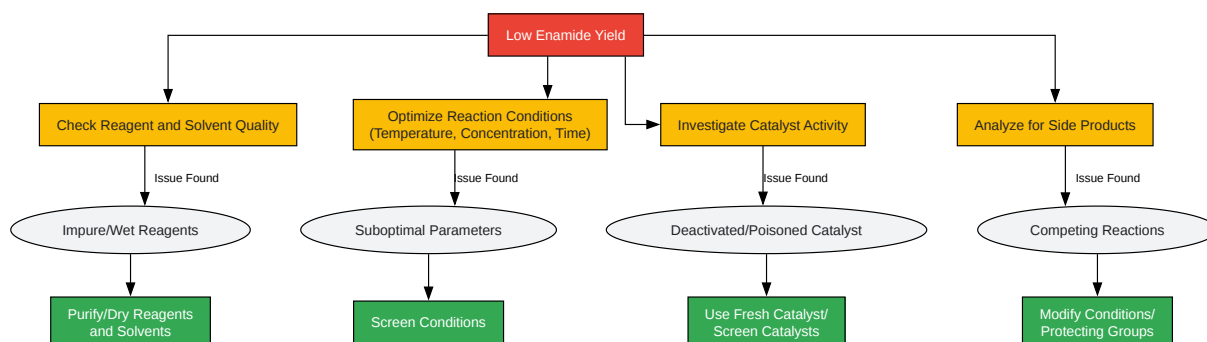 Low Enamide Yield
Check Reagent and Solvent Quality
Optimize Reaction Conditions
(Temperature, Concentration, Time)
Investigate Catalyst Activity
Analyze for Side Products
Issue Found
Issue Found
Issue Found
Issue Found
Impure/Wet Reagents
Suboptimal Parameters
Deactivated/Poisoned Catalyst
Competing Reactions
Purify/Dry Reagents
and Solvents
Screen Conditions
Use Fresh Catalyst/
Screen Catalysts
Modify Conditions/
Protecting Groups